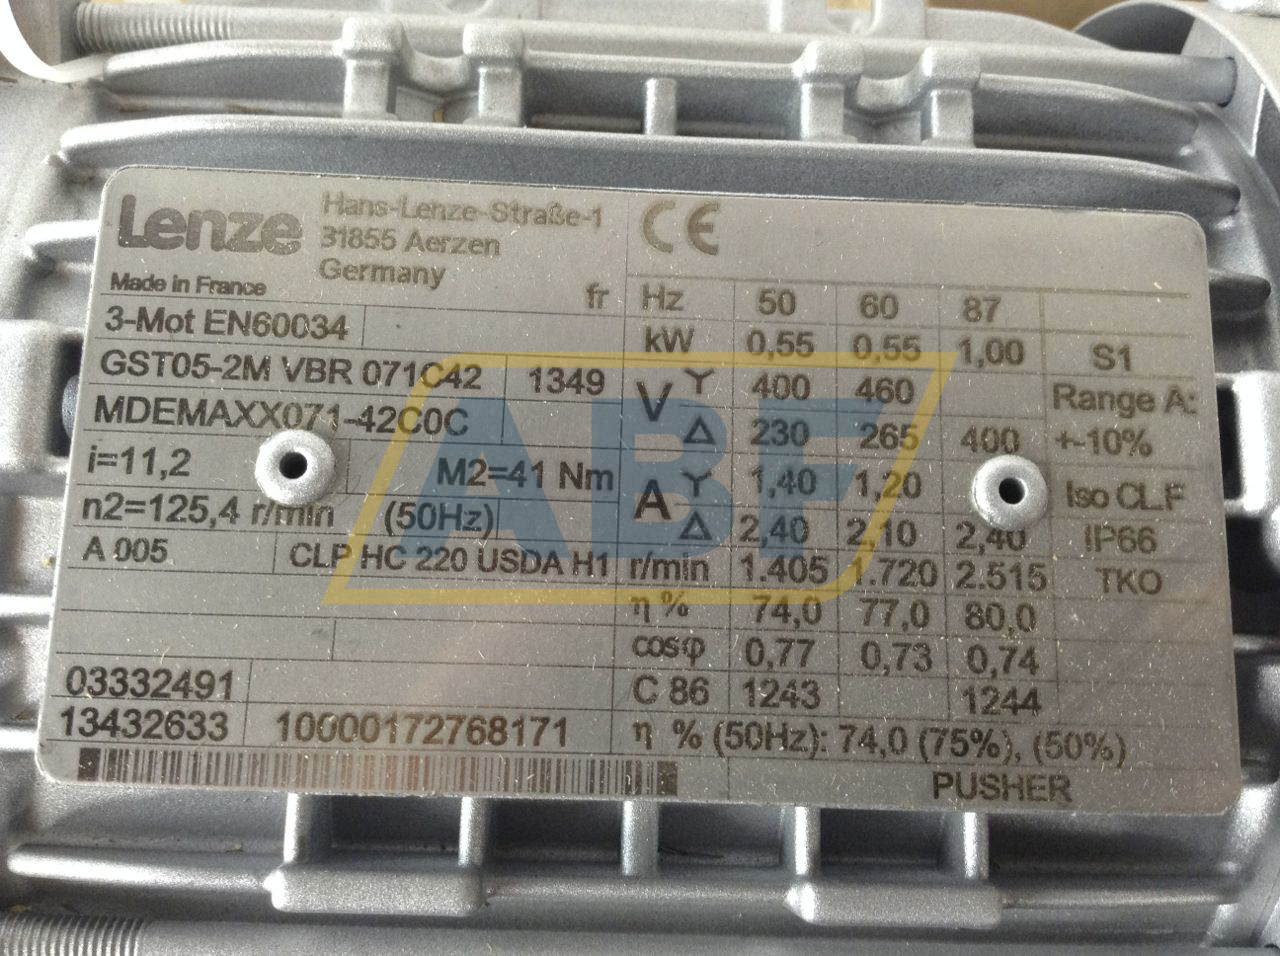 Lenze
Hans-Lenze-Straße-1
31855 Aerzen
Germany
Made in France
fr
3-Mot EN60034
GST05-2M VBR 071C42 1349
MDEMAXX071-42C0C
i=11,2 M2=41 Nm
n2=125,4 r/min (50Hz)
A 005 CLP HC 220 USDA H1
03332491
13432633 10000172768171
CE
Hz 50 60 87
kW 0,55 0,55 1,00 S1
V Y 400 460 Range A:
Δ 230 265 400 +-10%
A Y 1,40 1,20 Iso CL.F
Δ 2,40 2,10 2,40 IP66
r/min 1.405 1.720 2.515 TKO
η % 74,0 77,0 80,0
cosφ 0,77 0,73 0,74
C 86 1243 1244
η % (50Hz): 74,0 (75%), (50%)
PUSHER
ABF